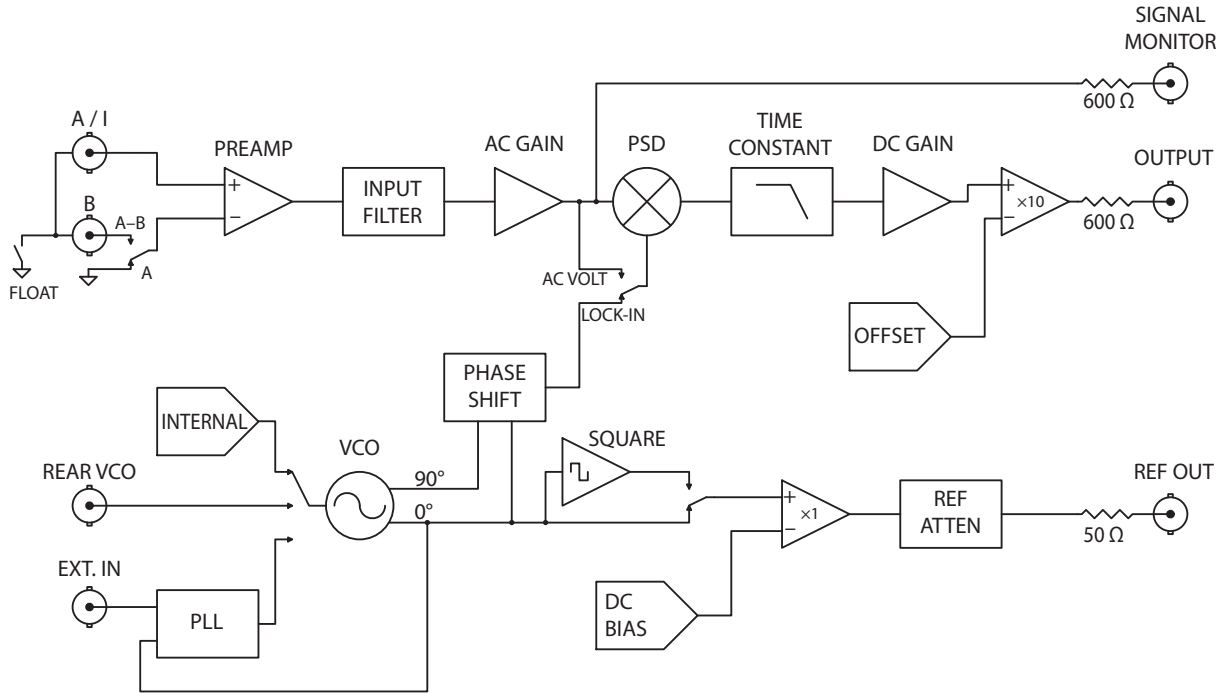 SIGNAL
MONITOR
600 Ω
A / I
PREAMP
+
−
INPUT
FILTER
AC GAIN
PSD
TIME
CONSTANT
DC GAIN
+
−
×10
OUTPUT
600 Ω
B
A–B
A
FLOAT
AC VOLT
LOCK-IN
OFFSET
PHASE
SHIFT
INTERNAL
VCO
90°
0°
SQUARE
REAR VCO
+
−
×1
REF
ATTEN
REF OUT
50 Ω
EXT. IN
PLL
DC
BIAS